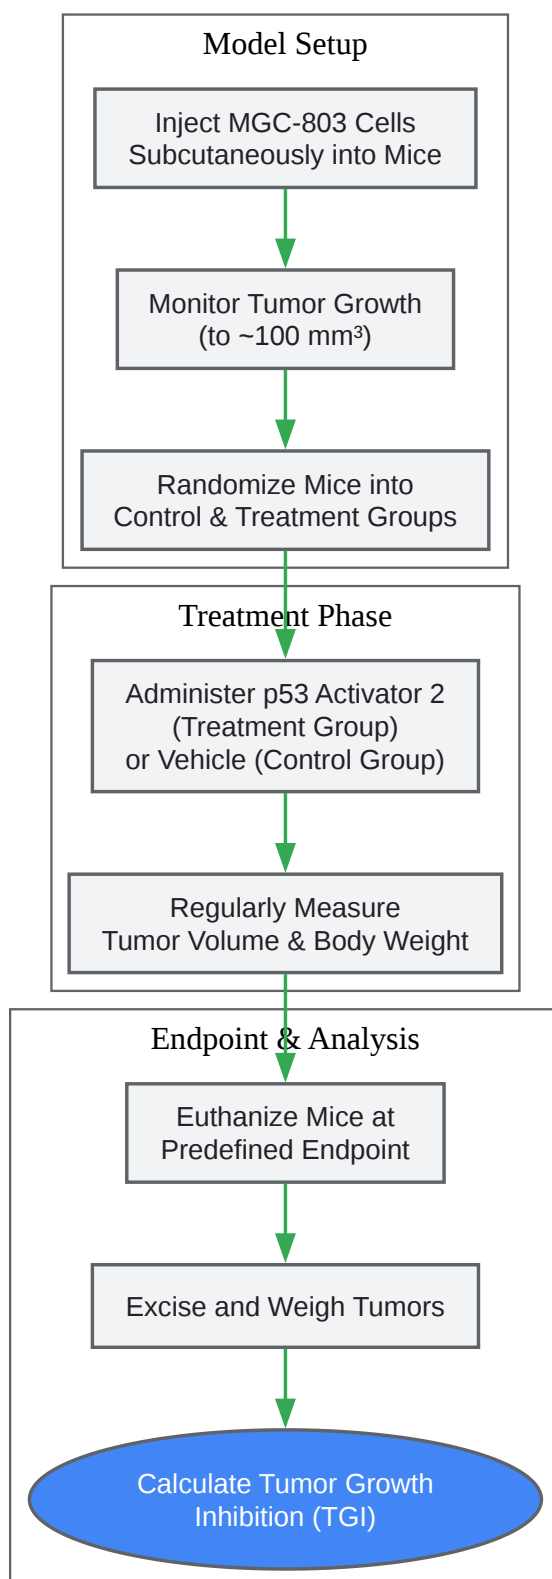 Model Setup
Inject MGC-803 Cells
Subcutaneously into Mice
Monitor Tumor Growth
(to ~100 mm³)
Randomize Mice into
Control & Treatment Groups
Treatment Phase
Administer p53 Activator 2
(Treatment Group)
or Vehicle (Control Group)
Regularly Measure
Tumor Volume & Body Weight
Endpoint & Analysis
Euthanize Mice at
Predefined Endpoint
Excise and Weigh Tumors
Calculate Tumor Growth
Inhibition (TGI)